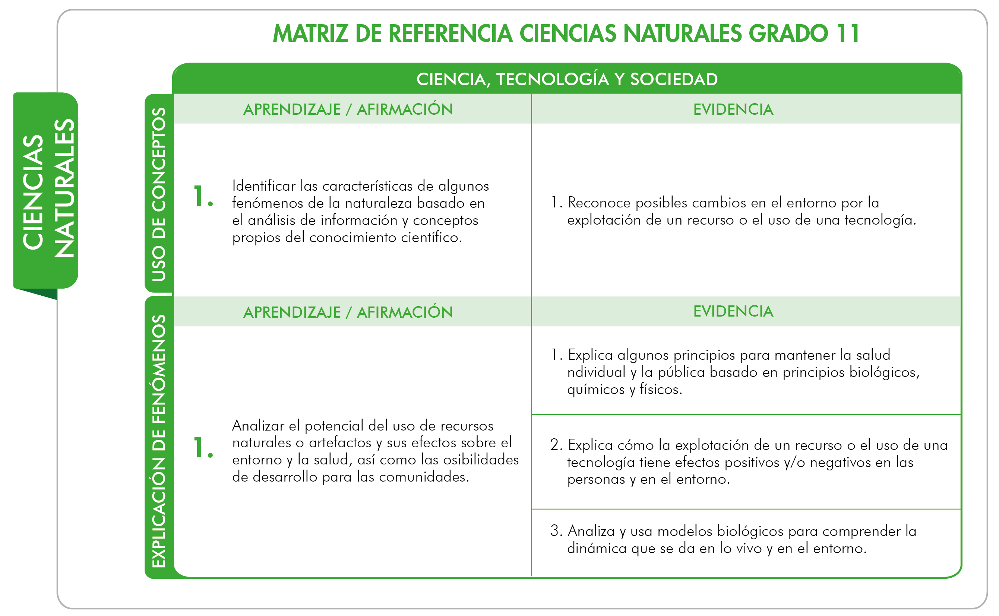 MATRIZ DE REFERENCIA CIENCIAS NATURALES GRADO 11
CIENCIAS
NATURALES
CIENCIA, TECNOLOGÍA Y SOCIEDAD
USO DE CONCEPTOS
APRENDIZAJE / AFIRMACIÓN
EVIDENCIA
1. Identificar las características de algunos
fenómenos de la naturaleza basado en
el análisis de información y conceptos
propios del conocimiento científico.
1. Reconoce posibles cambios en el entorno por la
explotación de un recurso o el uso de una tecnología.
EXPLICACIÓN DE FENÓMENOS
APRENDIZAJE / AFIRMACIÓN
EVIDENCIA
1. Analizar el potencial del uso de recursos
naturales o artefactos y sus efectos sobre el
entorno y la salud, así como las osibilidades
de desarrollo para las comunidades.
1. Explica algunos principios para mantener la salud
ndividual y la pública basado en principios biológicos,
químicos y físicos.
2. Explica cómo la explotación de un recurso o el uso de una
tecnología tiene efectos positivos y/o negativos en las
personas y en el entorno.
3. Analiza y usa modelos biológicos para comprender la
dinámica que se da en lo vivo y en el entorno.